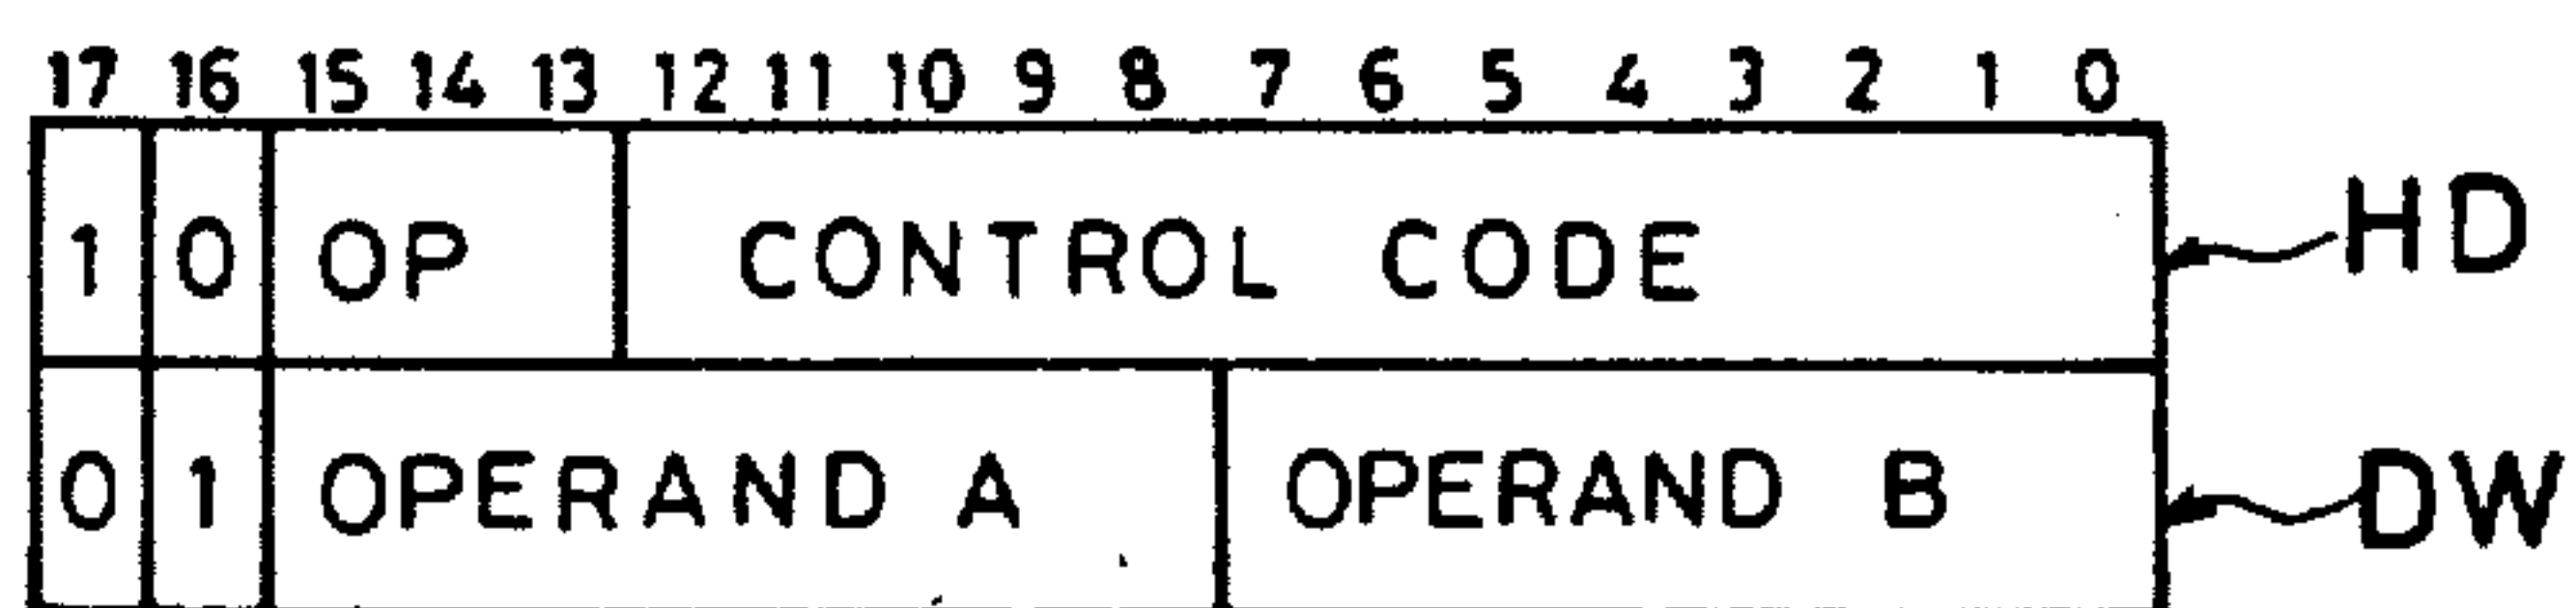 17 16 15 14 13 12 11 10 9 8 7 6 5 4 3 2 1 0
1 0 OP CONTROL CODE HD
0 1 OPERAND A OPERAND B DW